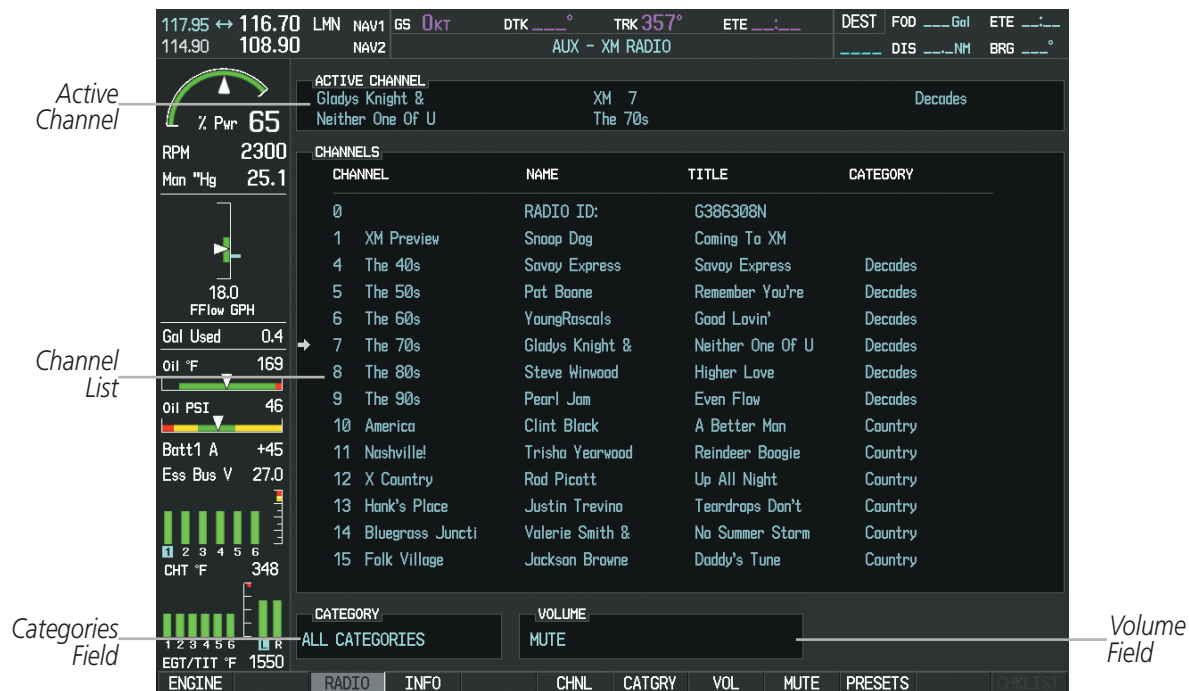 117.95 ↔ 116.70 LMN NAV1 GS 0KT DTK ___° TRK 357° ETE __:__ DEST FOD ___Gal ETE __:__
114.90 108.90 NAV2 AUX - XM RADIO ____ DIS __._NM BRG ___°
Active
Channel
% Pwr 65
RPM 2300
Man "Hg 25.1
18.0
FFlow GPH
Gal Used 0.4
Channel
List
Oil °F 169
Oil PSI 46
Batt1 A +45
Ess Bus V 27.0
1 2 3 4 5 6
CHT °F 348
Categories
Field
1 2 3 4 5 6 L R
EGT/TIT °F 1550
ACTIVE CHANNEL
Gladys Knight & XM 7 Decades
Neither One Of U The 70s
CHANNELS
CHANNEL NAME TITLE CATEGORY
0 RADIO ID: G386308N
1 XM Preview Snoop Dog Coming To XM
4 The 40s Savoy Express Savoy Express Decades
5 The 50s Pat Boone Remember You're Decades
6 The 60s YoungRascals Good Lovin' Decades
7 The 70s Gladys Knight & Neither One Of U Decades
8 The 80s Steve Winwood Higher Love Decades
9 The 90s Pearl Jam Even Flow Decades
10 America Clint Black A Better Man Country
11 Nashville! Trisha Yearwood Reindeer Boogie Country
12 X Country Rod Picott Up All Night Country
13 Hank's Place Justin Trevino Teardrops Don't Country
14 Bluegrass Juncti Valerie Smith & No Summer Storm Country
15 Folk Village Jackson Browne Daddy's Tune Country
CATEGORY
ALL CATEGORIES
VOLUME
MUTE
Volume
Field
ENGINE RADIO INFO CHNL CATGRY VOL MUTE PRESETS CHKLIST